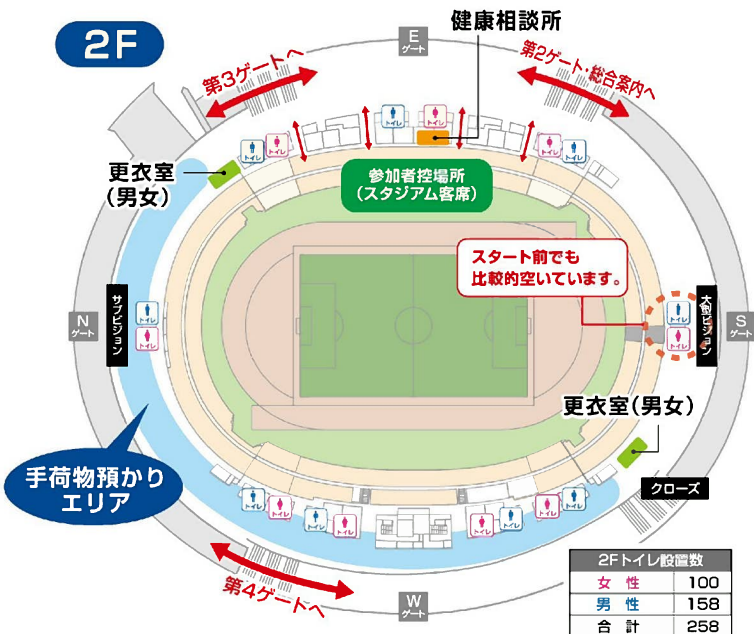 2F
健康相談所
E
ゲート
第3ゲートへ
第2ゲート・総合案内へ
トイレ
トイレ
トイレ
トイレ
トイレ
トイレ
更衣室
(男女)
参加者控場所
(スタジアム客席)
スタート前でも
比較的空いています。
N
ゲート
サブビジョン
トイレ
トイレ
トイレ
トイレ
大型ビジョン
S
ゲート
更衣室(男女)
手荷物預かり
エリア
クローズ
トイレ
トイレ
トイレ
トイレ
トイレ
トイレ
トイレ
トイレ
第4ゲートへ
W
ゲート
2Fトイレ設置数
女 性 100
男 性 158
合 計 258